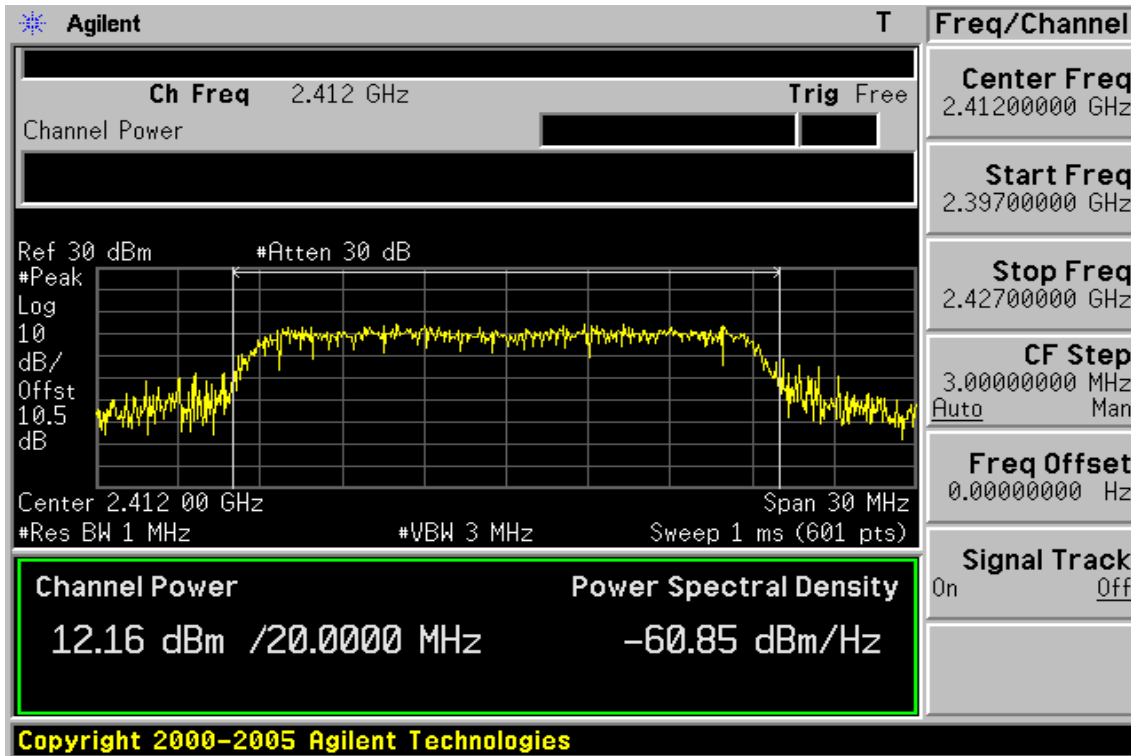 Agilent T
Freq/Channel
Ch Freq 2.412 GHz Trig Free
Channel Power
Ref 30 dBm #Atten 30 dB
#Peak
Log
10
dB/
Offst
10.5
dB
Center 2.412 00 GHz Span 30 MHz
#Res BW 1 MHz #VBW 3 MHz Sweep 1 ms (601 pts)
Channel Power Power Spectral Density
12.16 dBm /20.0000 MHz -60.85 dBm/Hz
Center Freq
2.41200000 GHz
Start Freq
2.39700000 GHz
Stop Freq
2.42700000 GHz
CF Step
3.00000000 MHz
Auto Man
Freq Offset
0.00000000 Hz
Signal Track
On Off
Copyright 2000-2005 Agilent Technologies